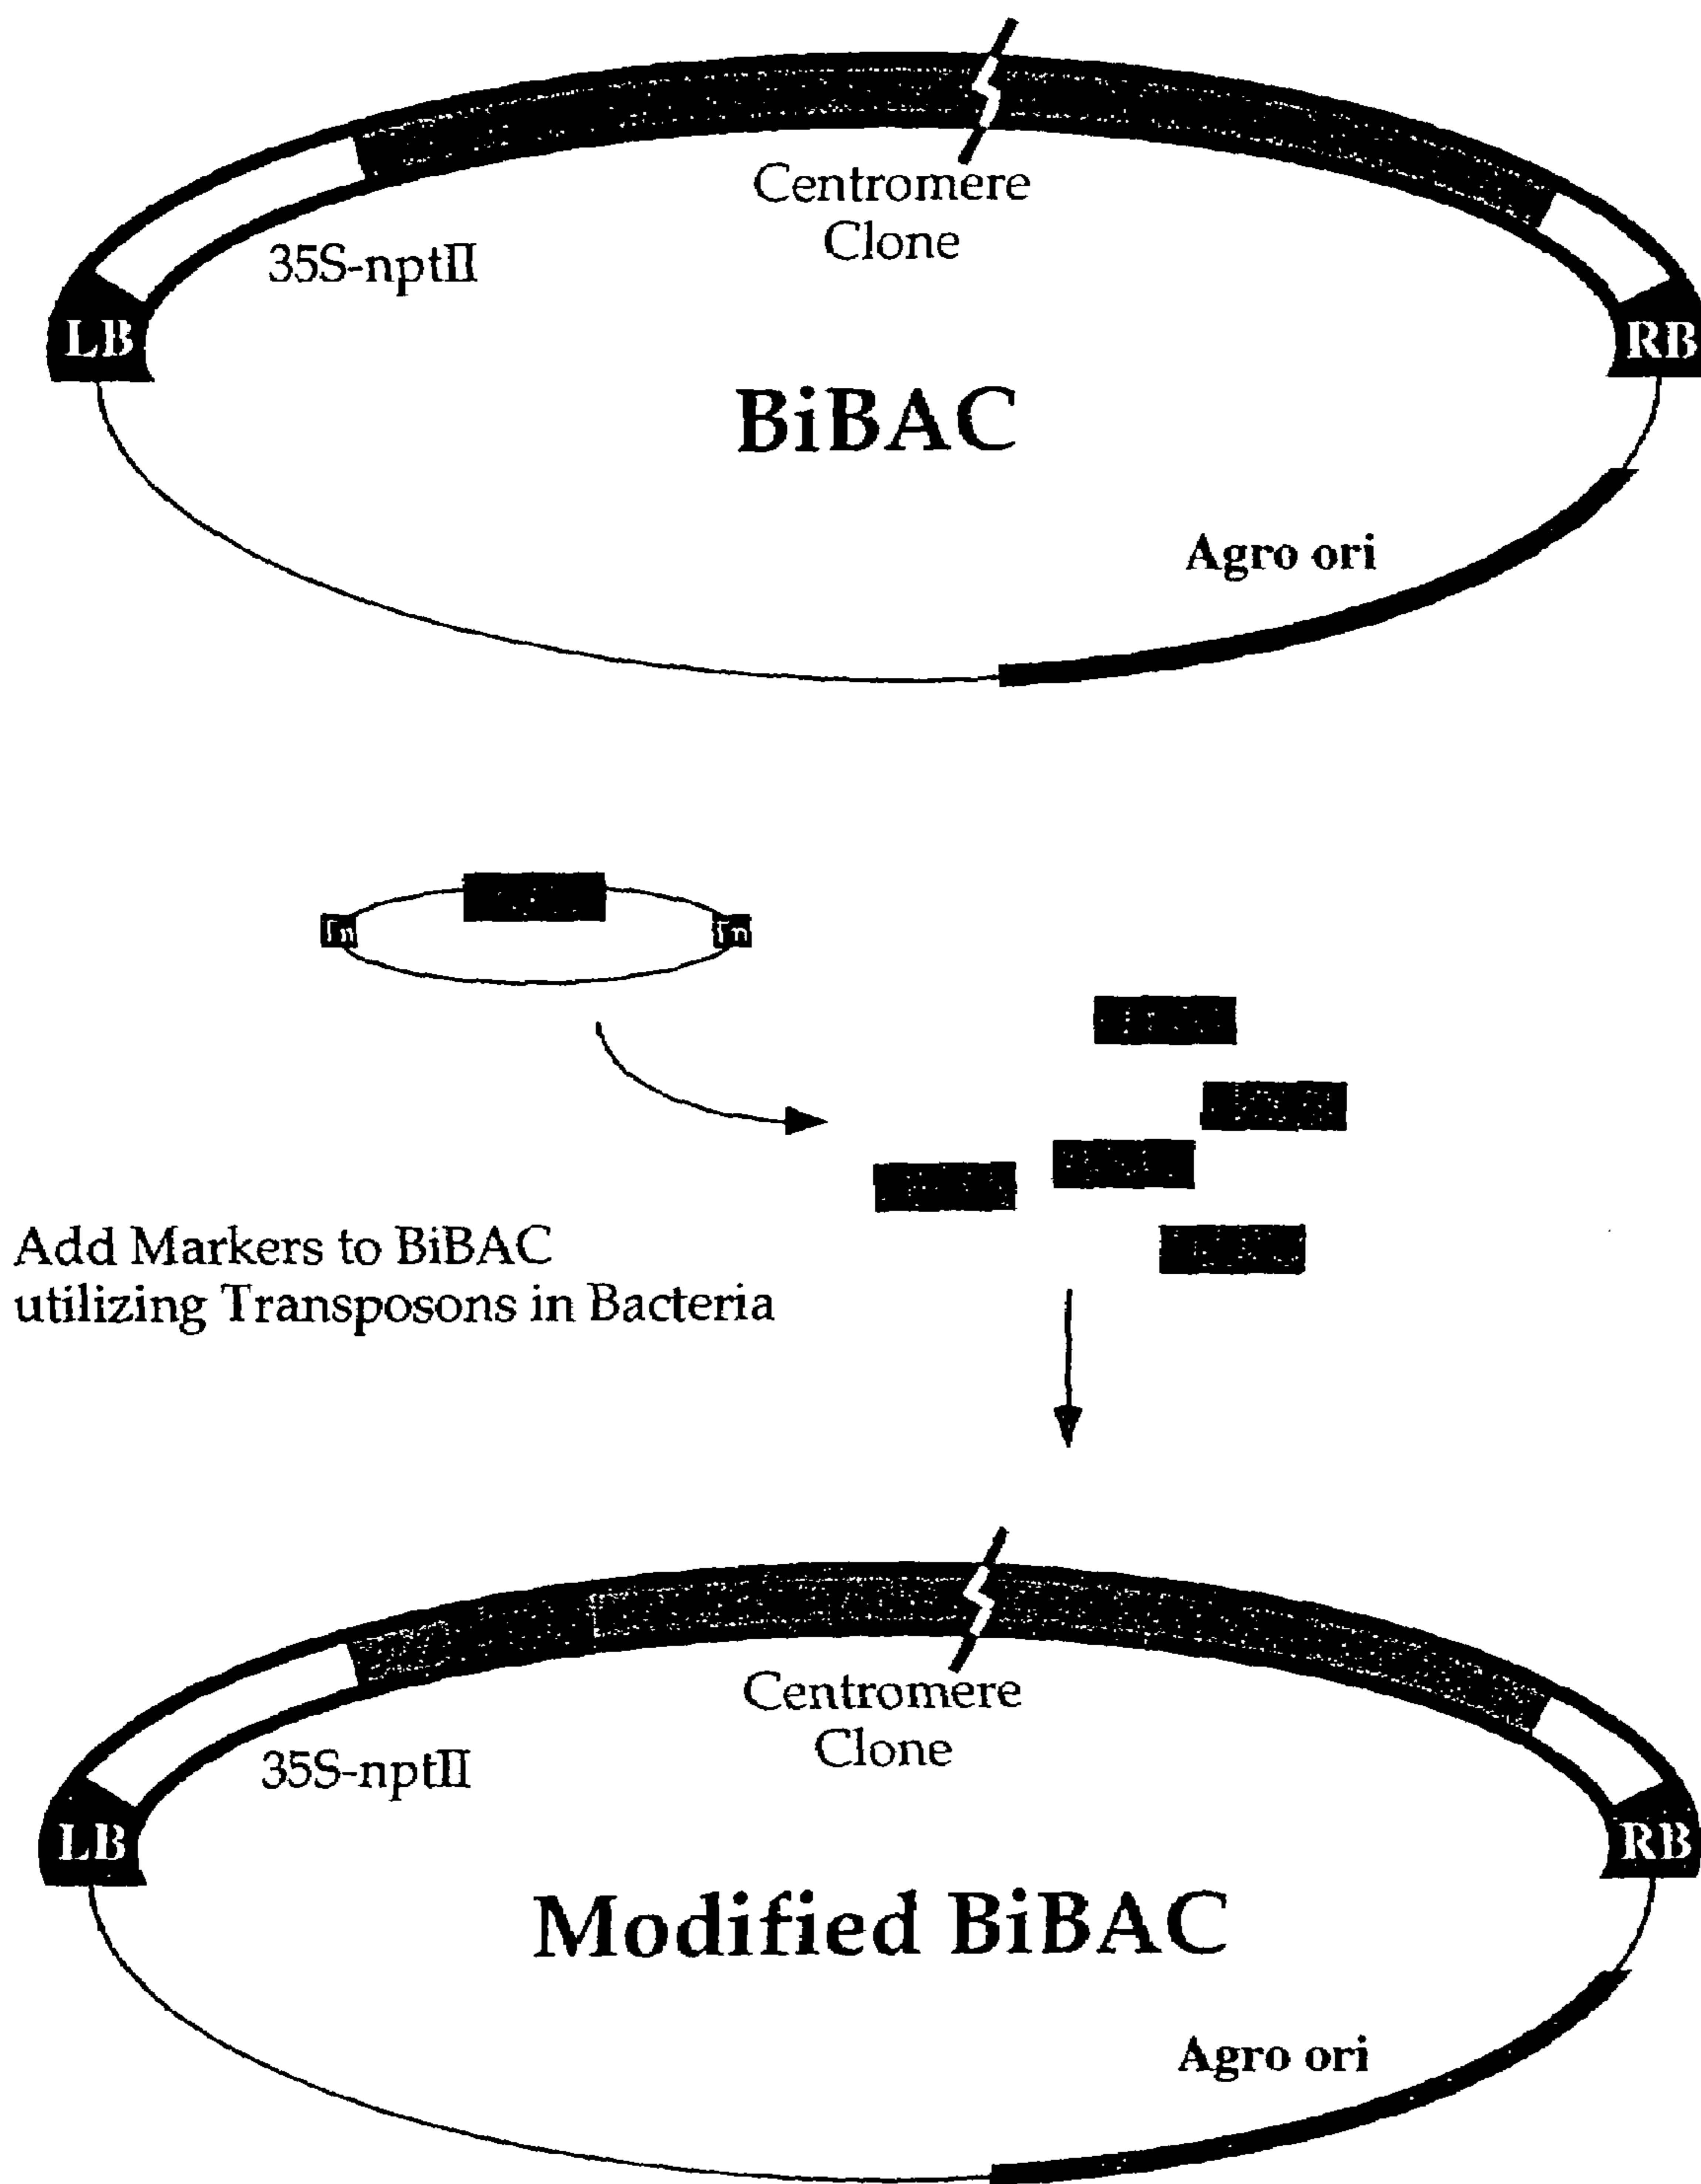 Centromere
Clone
35S-nptII
LB
RB
BiBAC
Agro ori
Tn
Tn
Add Markers to BiBAC
utilizing Transposons in Bacteria
Centromere
Clone
35S-nptII
LB
RB
Modified BiBAC
Agro ori